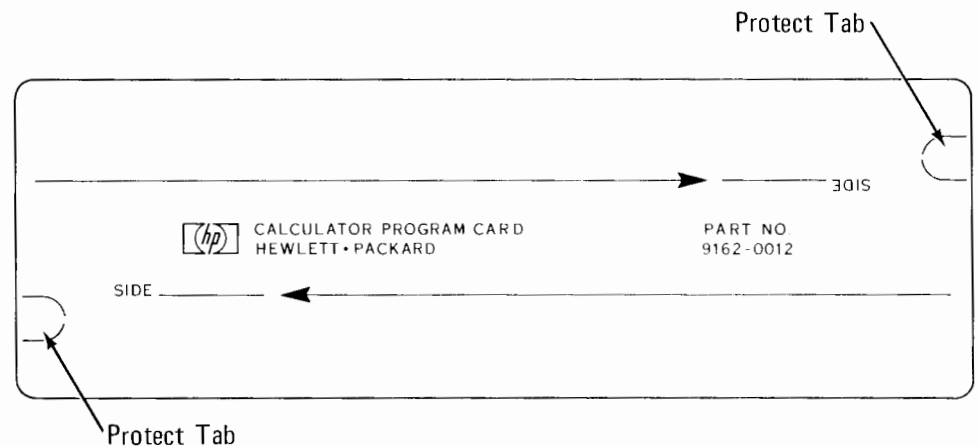 Protect Tab
SIDE
hp CALCULATOR PROGRAM CARD
HEWLETT•PACKARD
PART NO.
9162-0012
SIDE
Protect Tab